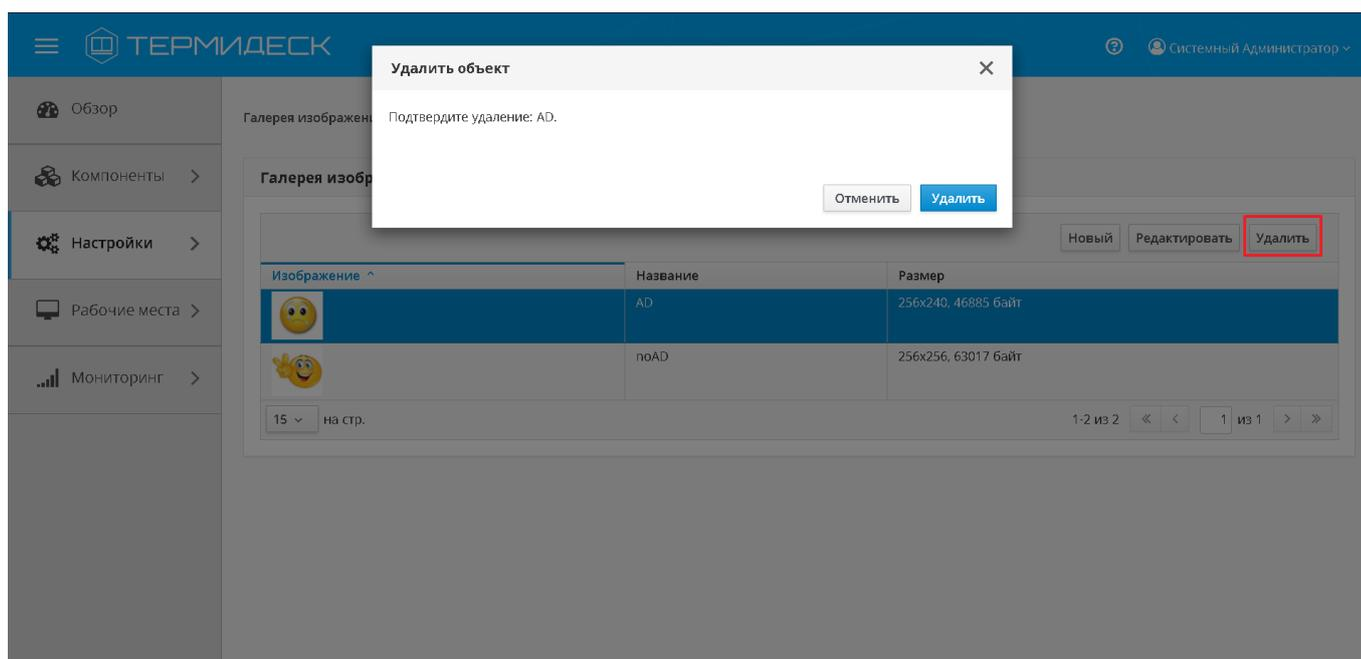 ТЕРМИДЕСК
Системный Администратор
Удалить объект
Подтвердите удаление: AD.
Отменить Удалить
Обзор
Компоненты
Настройки
Рабочие места
Мониторинг
Галерея изображени
Галерея изобр
Новый Редактировать Удалить
Изображение Название Размер
AD 256x240, 46885 байт
noAD 256x256, 63017 байт
15 на стр. 1-2 из 2 « < 1 из 1 > »